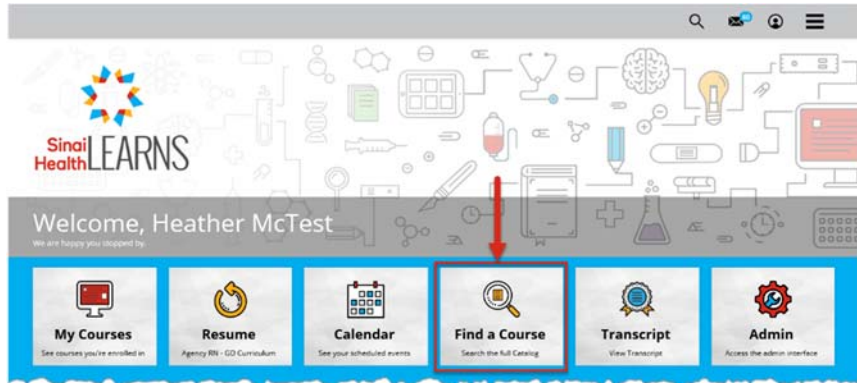 Sinai
Health LEARNS
Welcome, Heather McTest
We are happy you stopped by.
My Courses
See courses you're enrolled in
Resume
Agency RN - GD Curriculum
Calendar
See your scheduled events
Find a Course
Search the full Catalog
Transcript
View Transcript
Admin
Access the admin interface